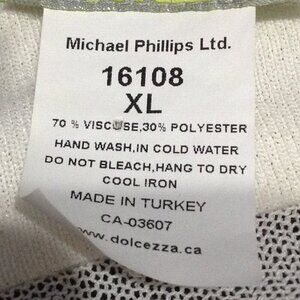 Michael Phillips Ltd.
16108
XL
70 % VISCOSE,30% POLYESTER
HAND WASH,IN COLD WATER
DO NOT BLEACH,HANG TO DRY
COOL IRON
MADE IN TURKEY
CA-03607
www.dolcezza.ca